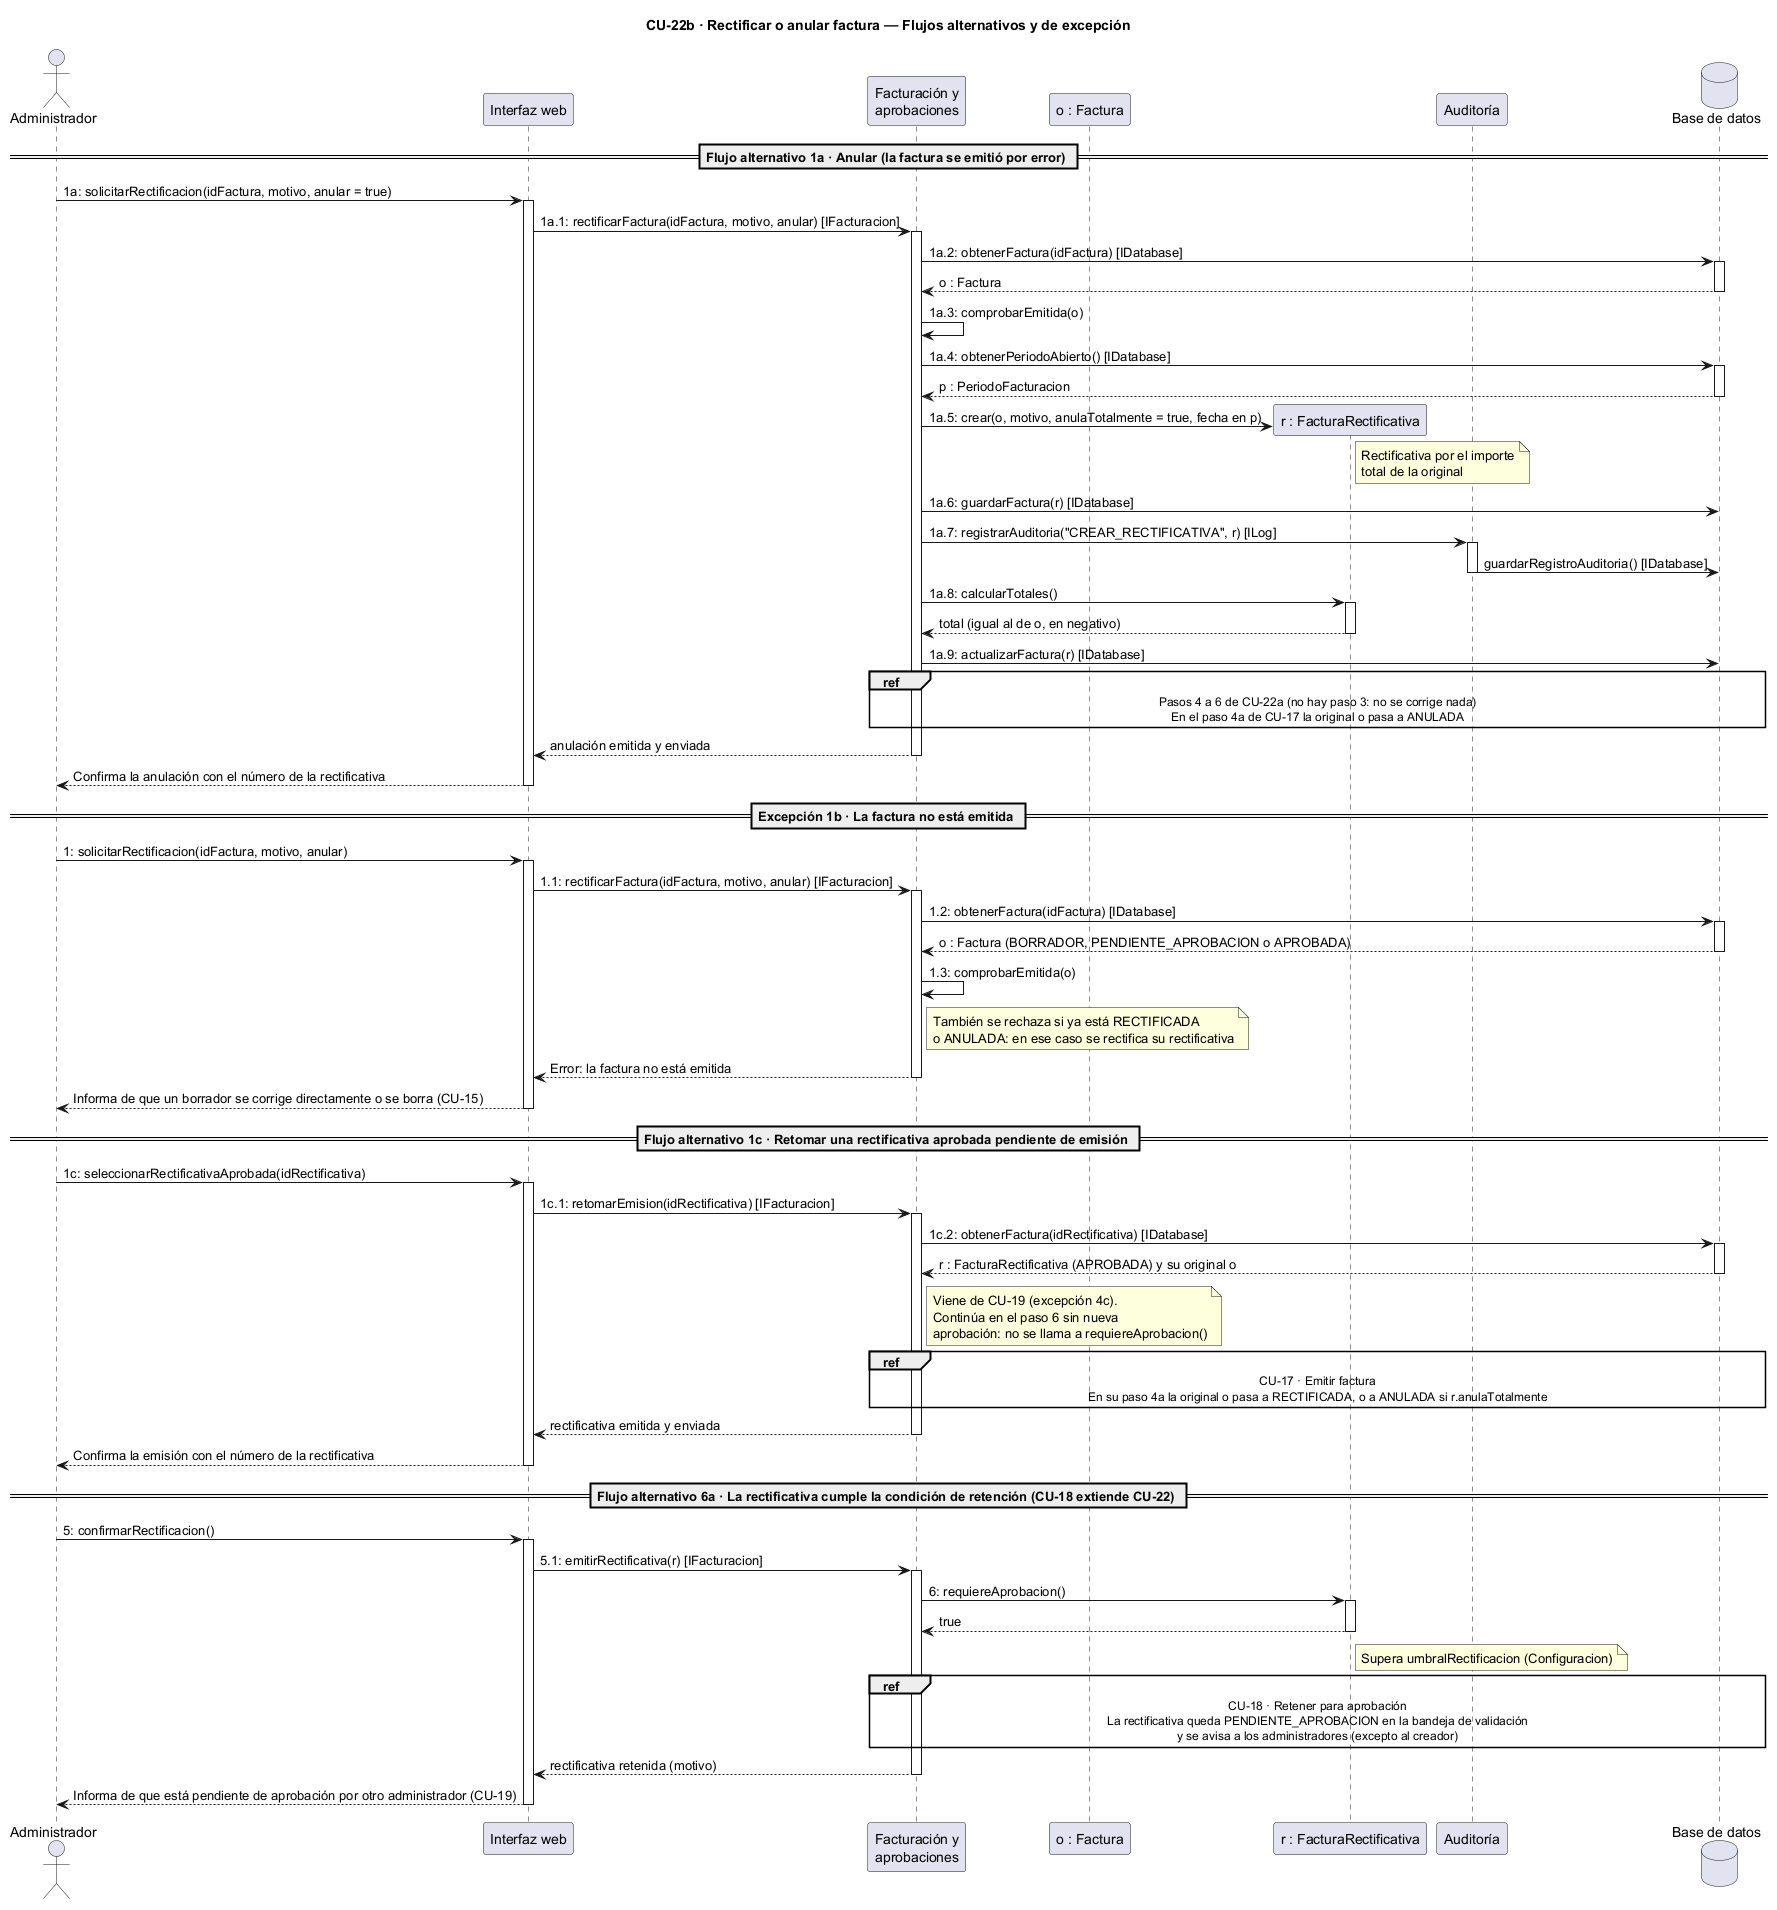 CU-22b · Rectificar o anular factura — Flujos alternativos y de excepción
Administrador
Interfaz web
Facturación y
aprobaciones
o : Factura
Auditoría
Base de datos
Flujo alternativo 1a · Anular (la factura se emitió por error)
1a: solicitarRectificacion(idFactura, motivo, anular = true)
1a.1: rectificarFactura(idFactura, motivo, anular) [IFacturacion]
1a.2: obtenerFactura(idFactura) [IDatabase]
o : Factura
1a.3: comprobarEmitida(o)
1a.4: obtenerPeriodoAbierto() [IDatabase]
p : PeriodoFacturacion
1a.5: crear(o, motivo, anulaTotalmente = true, fecha en p)
r : FacturaRectificativa
Rectificativa por el importe
total de la original
1a.6: guardarFactura(r) [IDatabase]
1a.7: registrarAuditoria("CREAR_RECTIFICATIVA", r) [ILog]
guardarRegistroAuditoria() [IDatabase]
1a.8: calcularTotales()
total (igual al de o, en negativo)
1a.9: actualizarFactura(r) [IDatabase]
ref
Pasos 4 a 6 de CU-22a (no hay paso 3: no se corrige nada)
En el paso 4a de CU-17 la original o pasa a ANULADA
anulación emitida y enviada
Confirma la anulación con el número de la rectificativa
Excepción 1b · La factura no está emitida
1: solicitarRectificacion(idFactura, motivo, anular)
1.1: rectificarFactura(idFactura, motivo, anular) [IFacturacion]
1.2: obtenerFactura(idFactura) [IDatabase]
o : Factura (BORRADOR, PENDIENTE_APROBACION o APROBADA)
1.3: comprobarEmitida(o)
También se rechaza si ya está RECTIFICADA
o ANULADA: en ese caso se rectifica su rectificativa
Error: la factura no está emitida
Informa de que un borrador se corrige directamente o se borra (CU-15)
Flujo alternativo 1c · Retomar una rectificativa aprobada pendiente de emisión
1c: seleccionarRectificativaAprobada(idRectificativa)
1c.1: retomarEmision(idRectificativa) [IFacturacion]
1c.2: obtenerFactura(idRectificativa) [IDatabase]
r : FacturaRectificativa (APROBADA) y su original o
Viene de CU-19 (excepción 4c).
Continúa en el paso 6 sin nueva
aprobación: no se llama a requiereAprobacion()
ref
CU-17 · Emitir factura
En su paso 4a la original o pasa a RECTIFICADA, o a ANULADA si r.anulaTotalmente
rectificativa emitida y enviada
Confirma la emisión con el número de la rectificativa
Flujo alternativo 6a · La rectificativa cumple la condición de retención (CU-18 extiende CU-22)
5: confirmarRectificacion()
5.1: emitirRectificativa(r) [IFacturacion]
6: requiereAprobacion()
true
Supera umbralRectificacion (Configuracion)
ref
CU-18 · Retener para aprobación
La rectificativa queda PENDIENTE_APROBACION en la bandeja de validación
y se avisa a los administradores (excepto al creador)
rectificativa retenida (motivo)
Informa de que está pendiente de aprobación por otro administrador (CU-19)
Administrador
Interfaz web
Facturación y
aprobaciones
o : Factura
r : FacturaRectificativa
Auditoría
Base de datos